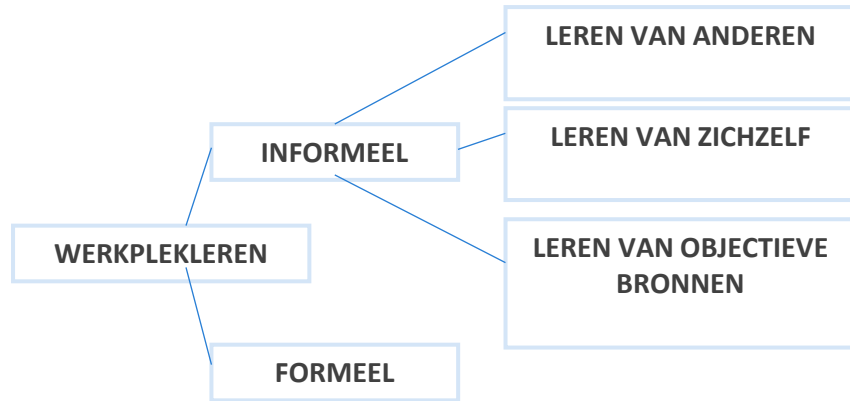 LEREN VAN ANDEREN
LEREN VAN ZICHZELF
INFORMEEL
WERKPLEKLEREN
LEREN VAN OBJECTIEVE
BRONNEN
FORMEEL